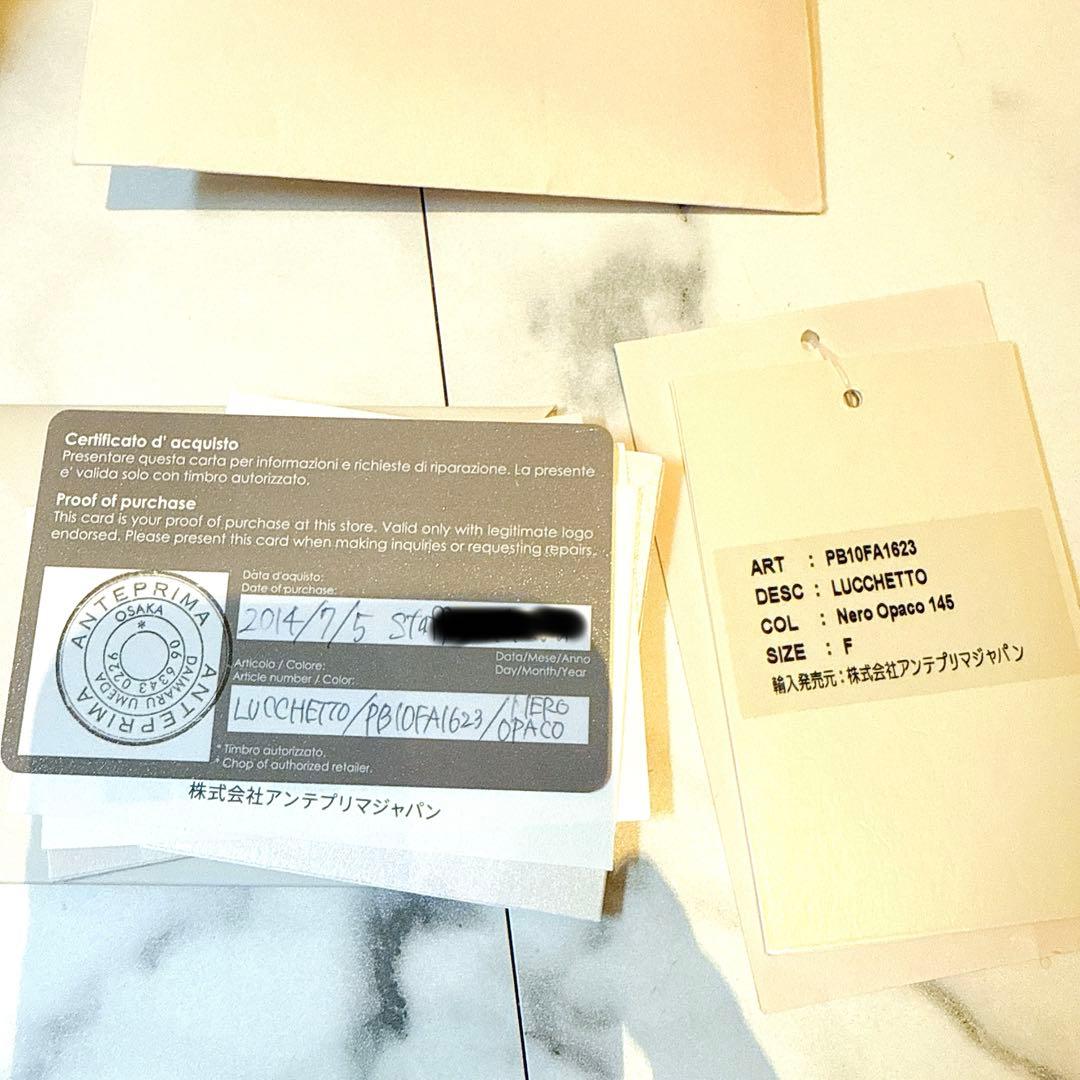 Certificato d' acquisto
Presentare questa carta per informazioni e richieste di riparazione. La presente
e' valida solo con timbro autorizzato.
Proof of purchase
This card is your proof of purchase at this store. Valid only with legitimate logo
endorsed. Please present this card when making inquiries or requesting repairs.
ANTEPRIMA ANTEPRIMA
OSAKA
*
DAIMARU UMEDA
06 6343 0292
Data d'aquisto:
Date of purchase:
2014/7/5
Data/Mese/Anno
Day/Month/Year
Articolo / Colore:
Article number / Color:
LUCCHETTO/PB10FA1623/NERO
OPACO
* Timbro autorizzato.
* Chop of authorized retailer.
株式会社アンテプリマジャパン
ART : PB10FA1623
DESC : LUCCHETTO
COL : Nero Opaco 145
SIZE : F
輸入発売元:株式会社アンテプリマジャパン